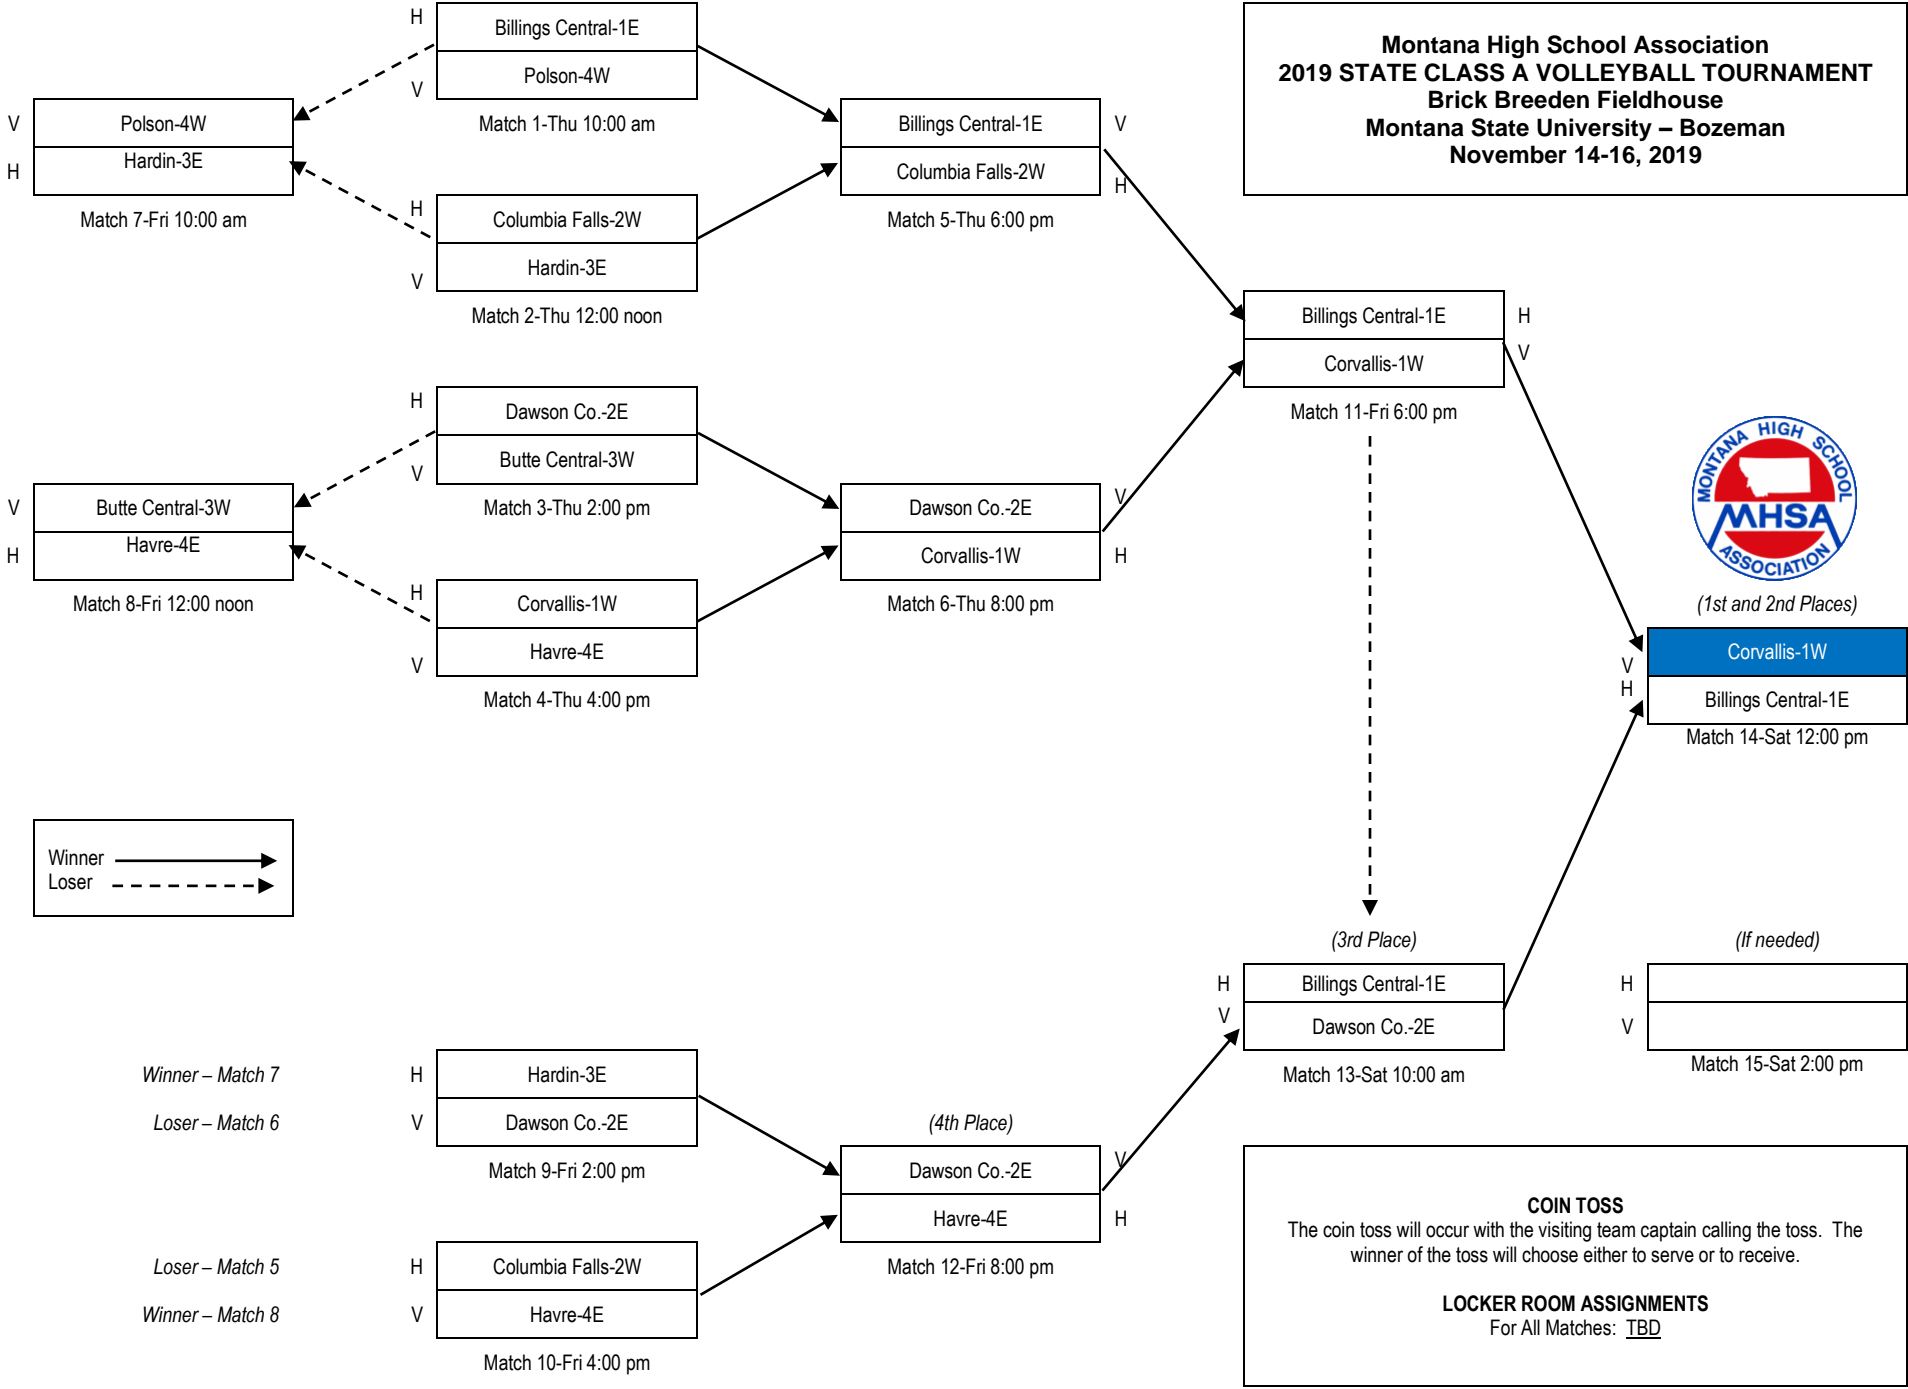 Montana High School Association
2019 STATE CLASS A VOLLEYBALL TOURNAMENT
Brick Breeden Fieldhouse
Montana State University – Bozeman
November 14-16, 2019
H
Billings Central-1E
V
Polson-4W
Match 1-Thu 10:00 am
V
Polson-4W
H
Hardin-3E
Match 7-Fri 10:00 am
H
Columbia Falls-2W
V
Hardin-3E
Match 2-Thu 12:00 noon
Billings Central-1E
V
Columbia Falls-2W
H
Match 5-Thu 6:00 pm
Billings Central-1E
H
Corvallis-1W
V
Match 11-Fri 6:00 pm
H
Dawson Co.-2E
V
Butte Central-3W
Match 3-Thu 2:00 pm
V
Butte Central-3W
H
Havre-4E
Match 8-Fri 12:00 noon
H
Corvallis-1W
V
Havre-4E
Match 4-Thu 4:00 pm
Dawson Co.-2E
V
Corvallis-1W
H
Match 6-Thu 8:00 pm
MONTANA HIGH SCHOOL
MHSA
ASSOCIATION
(1st and 2nd Places)
V
Corvallis-1W
H
Billings Central-1E
Match 14-Sat 12:00 pm
Winner
Loser
(3rd Place)
H
Billings Central-1E
V
Dawson Co.-2E
Match 13-Sat 10:00 am
(If needed)
H
V
Match 15-Sat 2:00 pm
Winner – Match 7
H
Hardin-3E
Loser – Match 6
V
Dawson Co.-2E
Match 9-Fri 2:00 pm
(4th Place)
Dawson Co.-2E
V
Havre-4E
H
Match 12-Fri 8:00 pm
Loser – Match 5
H
Columbia Falls-2W
Winner – Match 8
V
Havre-4E
Match 10-Fri 4:00 pm
COIN TOSS
The coin toss will occur with the visiting team captain calling the toss. The
winner of the toss will choose either to serve or to receive.
LOCKER ROOM ASSIGNMENTS
For All Matches: TBD